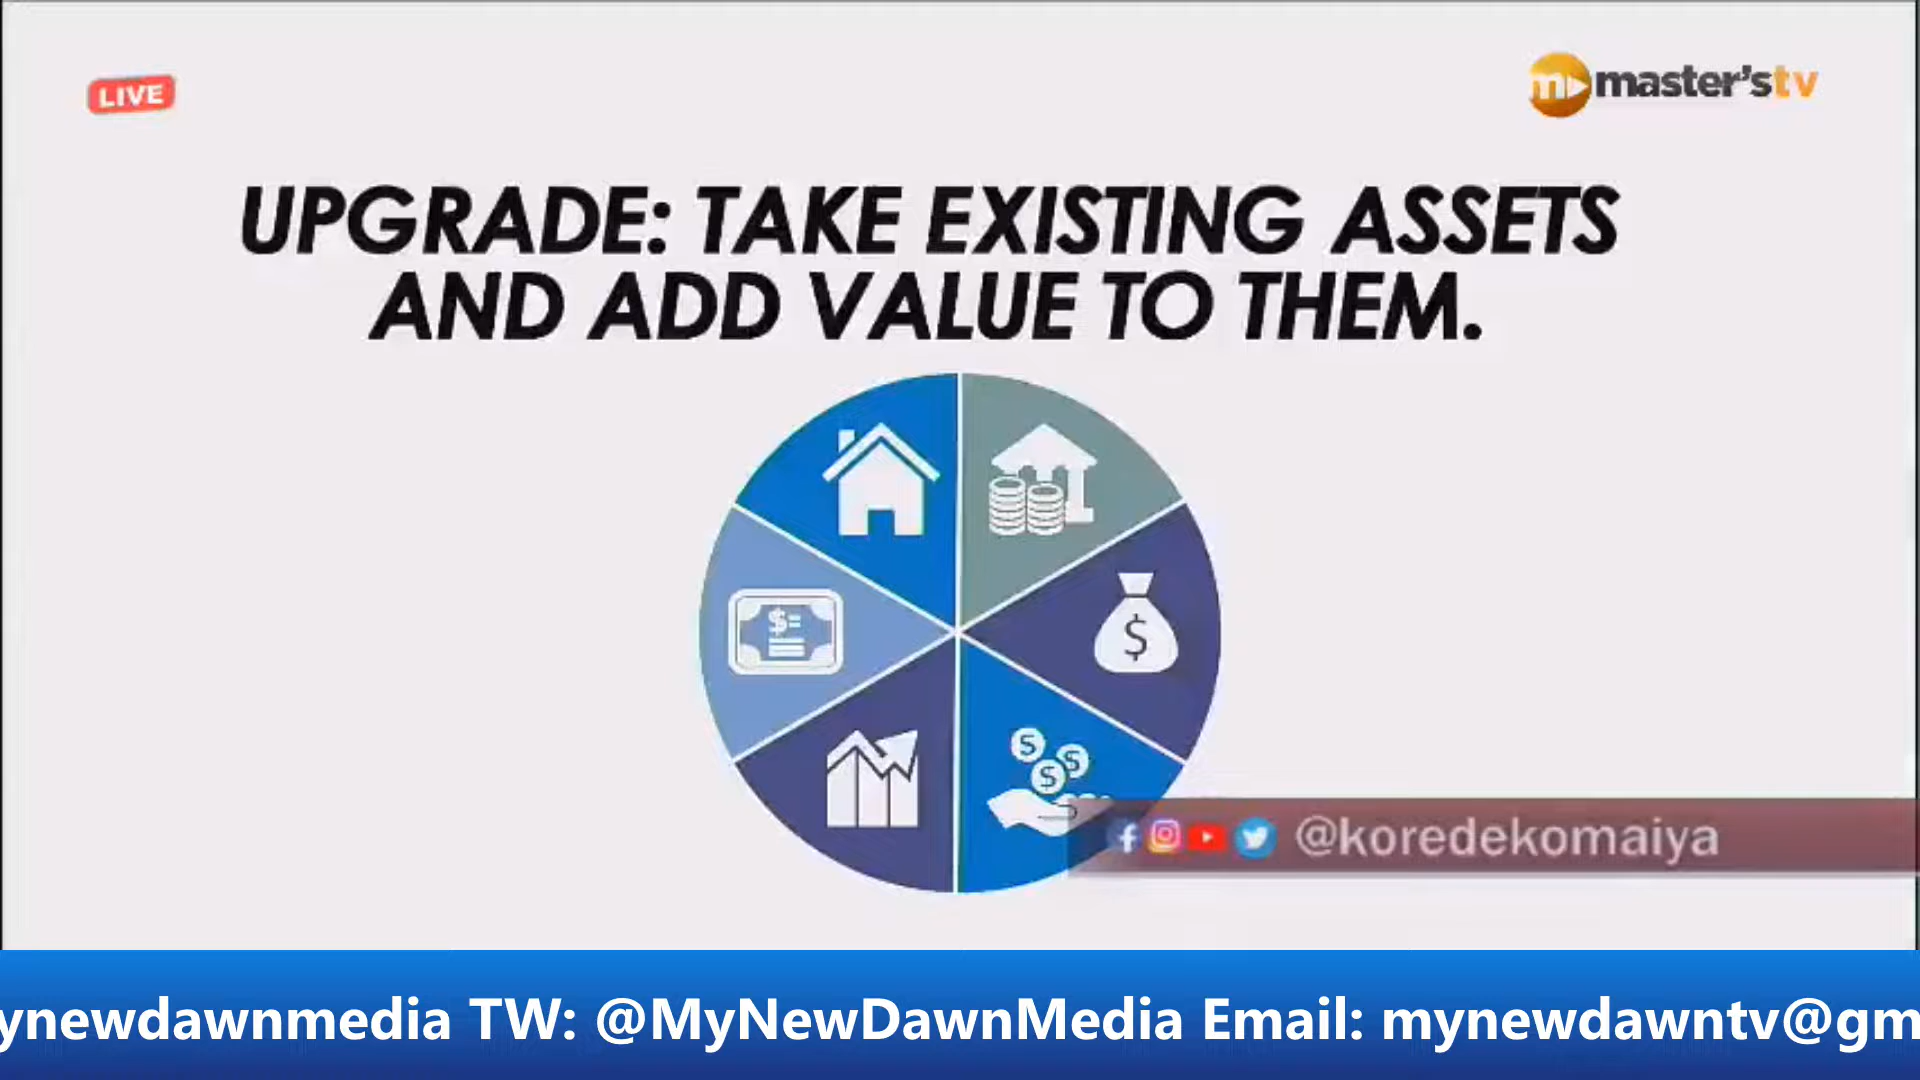 LIVE
master'stv
UPGRADE: TAKE EXISTING ASSETS
AND ADD VALUE TO THEM.
$=
$
S S S
@koredekomaiya
ynewdawnmedia TW: @MyNewDawnMedia Email: mynewdawntv@gm